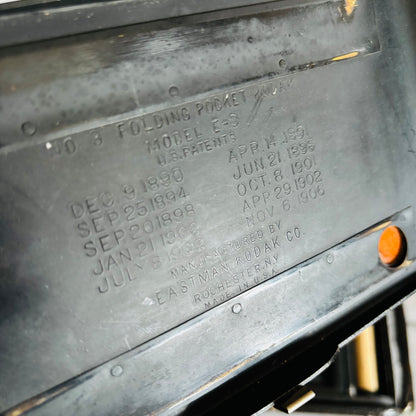 NO 3 FOLDING POCKET KODAK
MODEL E-3
U.S. PATENTS
DEC 9 1890 APR. 14 1891
SEP 25 1894 JUN 21 1898
SEP 20 1898 OCT. 8 1901
JAN 21 1902 APR 29 1902
JULY 8 NOV 6 1906
MANUFACTURED BY
EASTMAN KODAK CO.
ROCHESTER, N.Y.
MADE IN U.S.A.